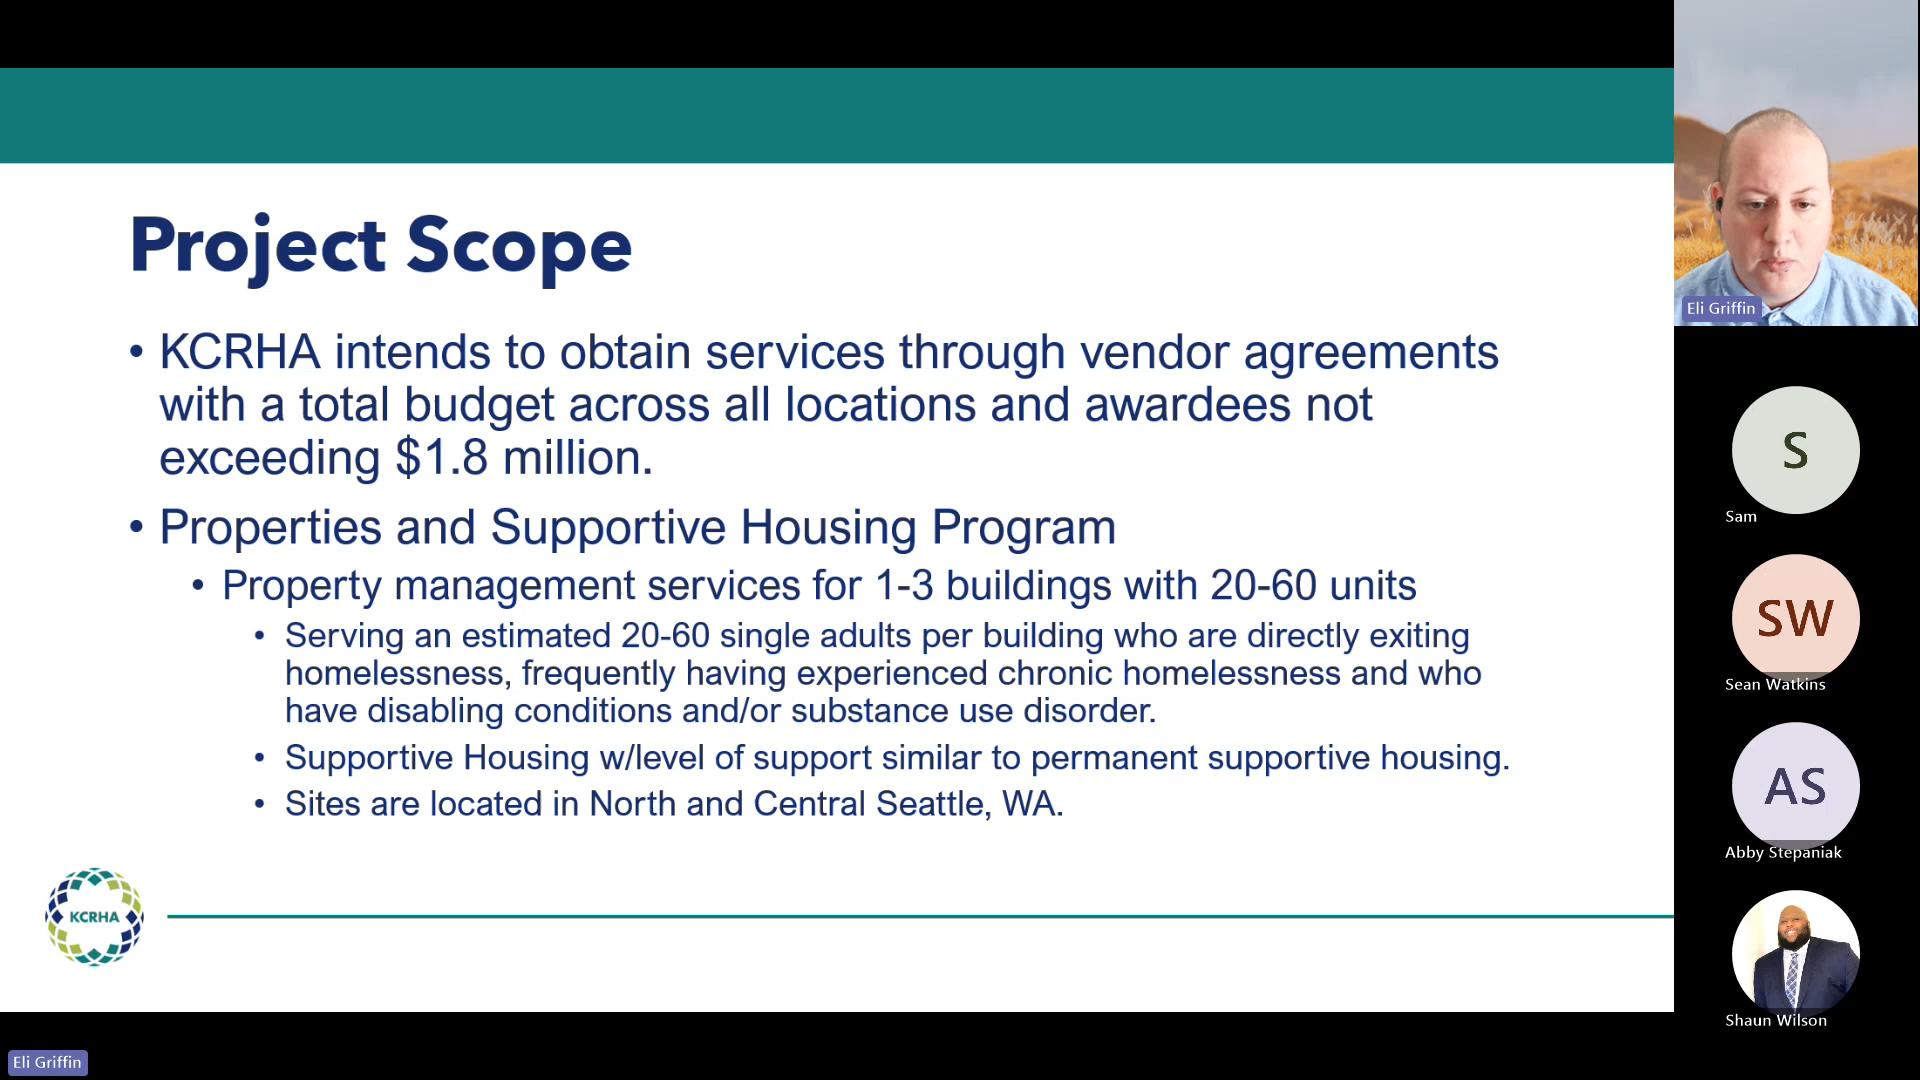 Project Scope
• KCRHA intends to obtain services through vendor agreements
with a total budget across all locations and awardees not
exceeding $1.8 million.
• Properties and Supportive Housing Program
• Property management services for 1-3 buildings with 20-60 units
• Serving an estimated 20-60 single adults per building who are directly exiting
homelessness, frequently having experienced chronic homelessness and who
have disabling conditions and/or substance use disorder.
• Supportive Housing w/level of support similar to permanent supportive housing.
• Sites are located in North and Central Seattle, WA.
KCRHA
Eli Griffin
Eli Griffin
S
Sam
SW
Sean Watkins
AS
Abby Stepaniak
Shaun Wilson